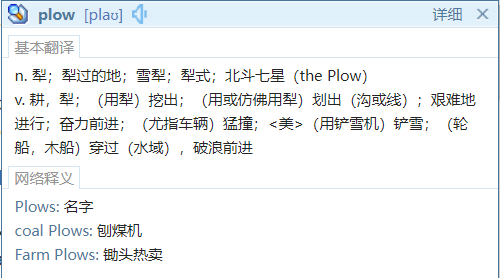 plow [plaʊ] 详细
基本翻译
n. 犁；犁过的地；雪犁；犁式；北斗七星（the Plow）
v. 耕，犁；（用犁）挖出；（用或仿佛用犁）划出（沟或线）；艰难地
进行；奋力前进；（尤指车辆）猛撞；<美>（用铲雪机）铲雪；（轮
船，木船）穿过（水域），破浪前进
网络释义
Plows: 名字
coal Plows: 刨煤机
Farm Plows: 锄头热卖